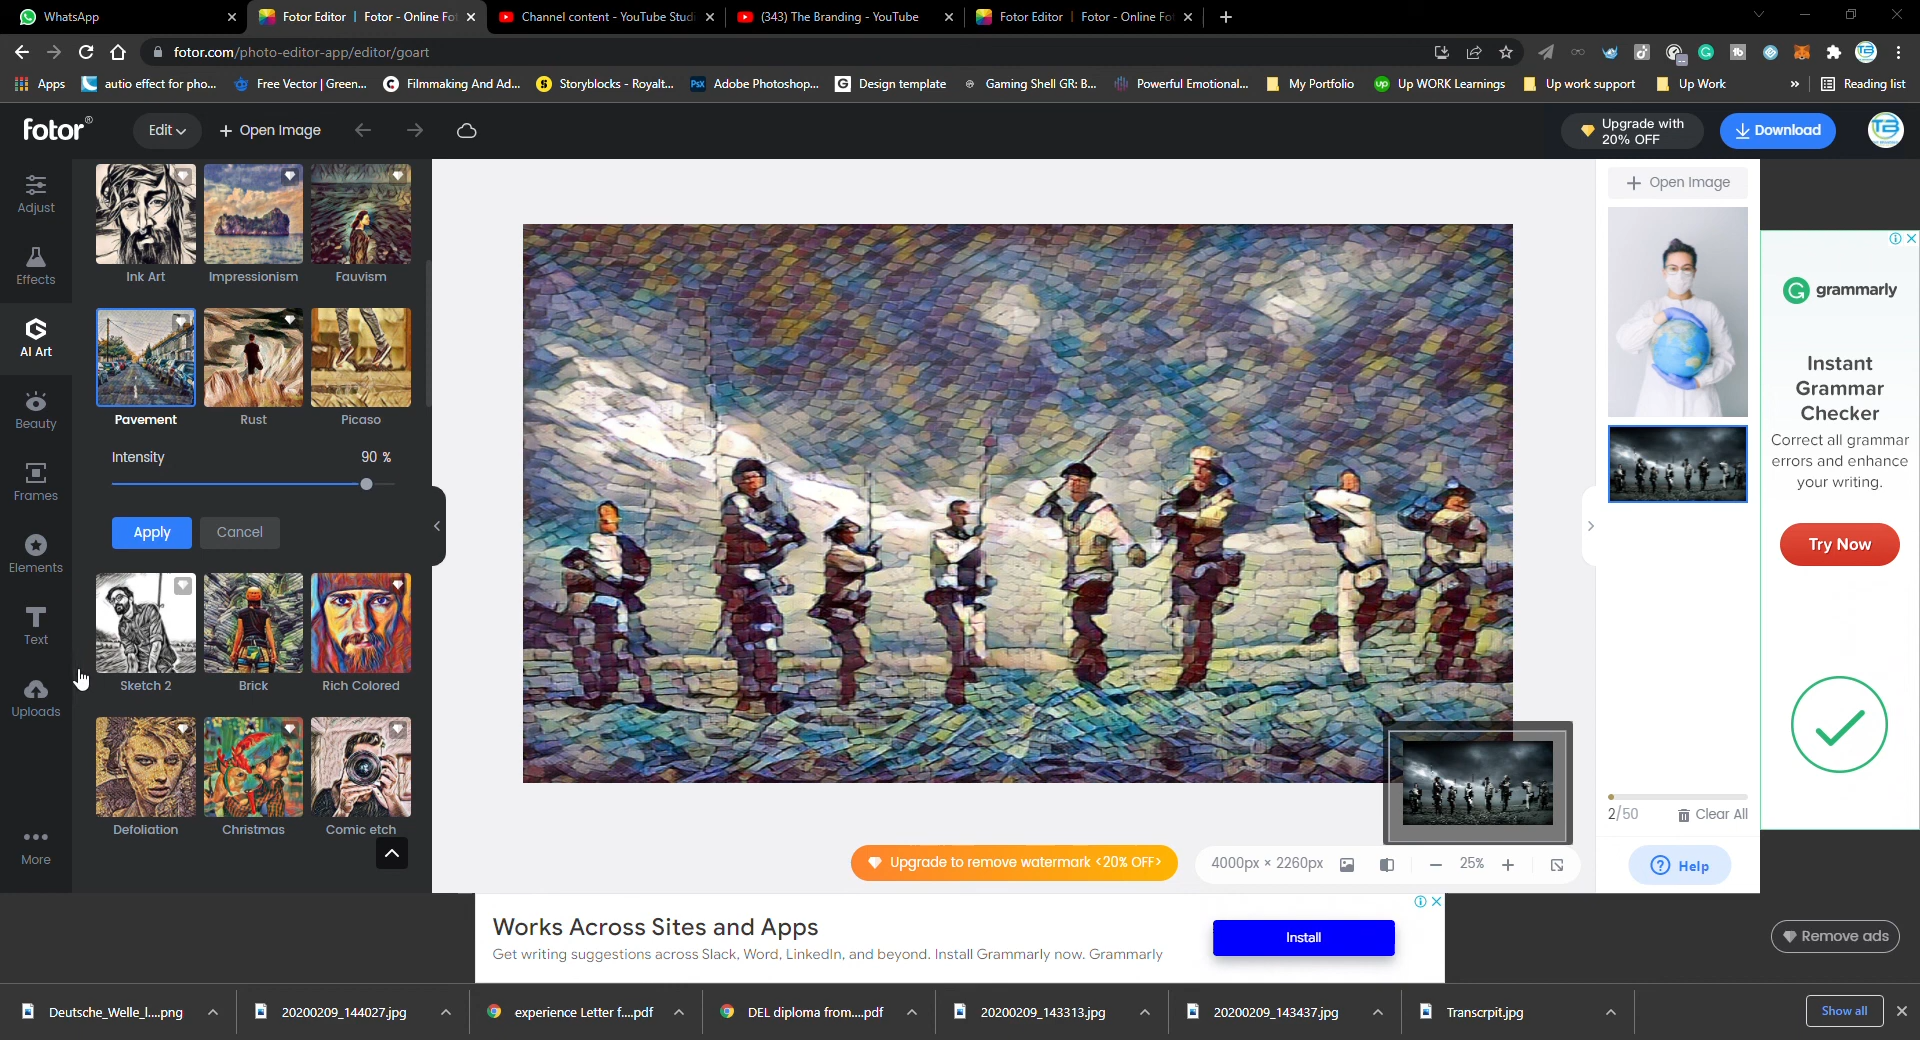 WhatsApp
Fotor Editor | Fotor - Online Fo
Channel content - YouTube Studi
(343) The Branding - YouTube
Fotor Editor | Fotor - Online Fo
fotor.com/photo-editor-app/editor/goart
Apps
autio effect for pho...
Free Vector | Green...
Filmmaking And Ad...
Storyblocks - Royalt...
Adobe Photoshop...
Design template
Gaming Shell GR: B...
Powerful Emotional...
My Portfolio
Up WORK Learnings
Up work support
Up Work
»
Reading list
fotor®
Edit
+ Open Image
Upgrade with
20% OFF
Download
Adjust
Effects
AI Art
Beauty
Frames
Elements
Text
Uploads
More
Ink Art
Impressionism
Fauvism
Pavement
Rust
Picaso
Intensity
90 %
Apply
Cancel
Sketch 2
Brick
Rich Colored
Defoliation
Christmas
Comic etch
Upgrade to remove watermark <20% OFF>
4000px × 2260px
25%
+ Open Image
2/50
Clear All
Help
grammarly
Instant
Grammar
Checker
Correct all grammar
errors and enhance
your writing.
Try Now
Works Across Sites and Apps
Get writing suggestions across Slack, Word, LinkedIn, and beyond. Install Grammarly now. Grammarly
Install
Remove ads
Deutsche_Welle_l....png
20200209_144027.jpg
experience Letter f....pdf
DEL diploma from....pdf
20200209_143313.jpg
20200209_143437.jpg
Transcrpit.jpg
Show all